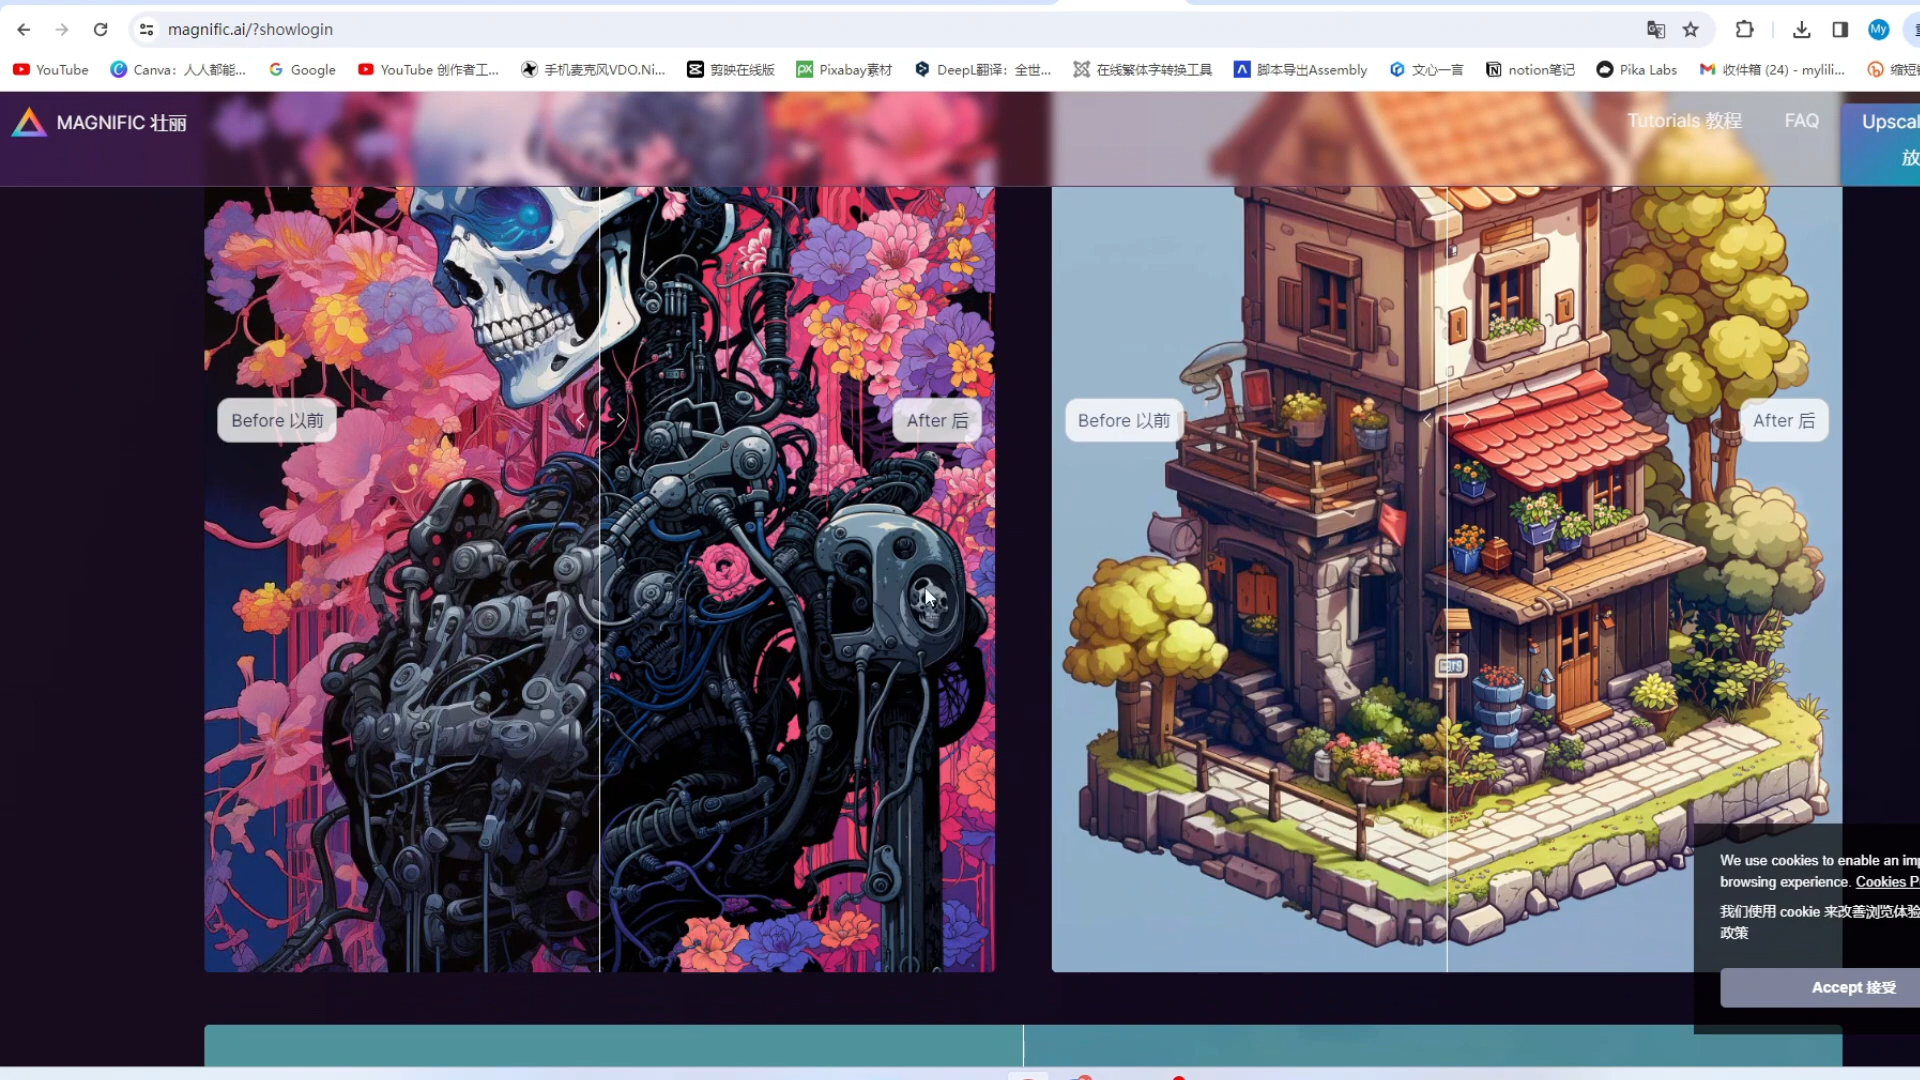 magnific.ai/?showlogin
My
YouTube
Canva：人人都能...
Google
YouTube 创作者工...
手机麦克风VDO.Ni...
剪映在线版
Pixabay素材
DeepL翻译：全世...
在线繁体字转换工具
脚本导出Assembly
文心一言
notion笔记
Pika Labs
收件箱 (24) - mylili...
缩短
MAGNIFIC 壮丽
Tutorials 教程
FAQ
Upscal
放
Before 以前
After 后
Before 以前
After 后
We use cookies to enable an imp
browsing experience. Cookies P
我们使用 cookie 来改善浏览体验
政策
Accept 接受